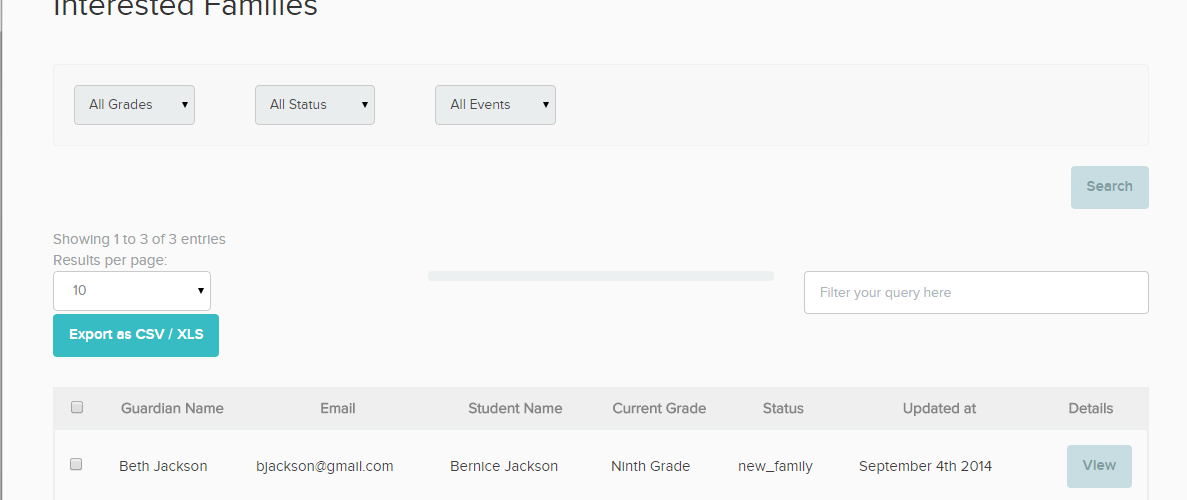 Interested Families
All Grades All Status All Events
Search
Showing 1 to 3 of 3 entries
Results per page:
10
Filter your query here
Export as CSV / XLS
Guardian Name Email Student Name Current Grade Status Updated at Details
Beth Jackson bjackson@gmail.com Bernice Jackson Ninth Grade new_family September 4th 2014 View